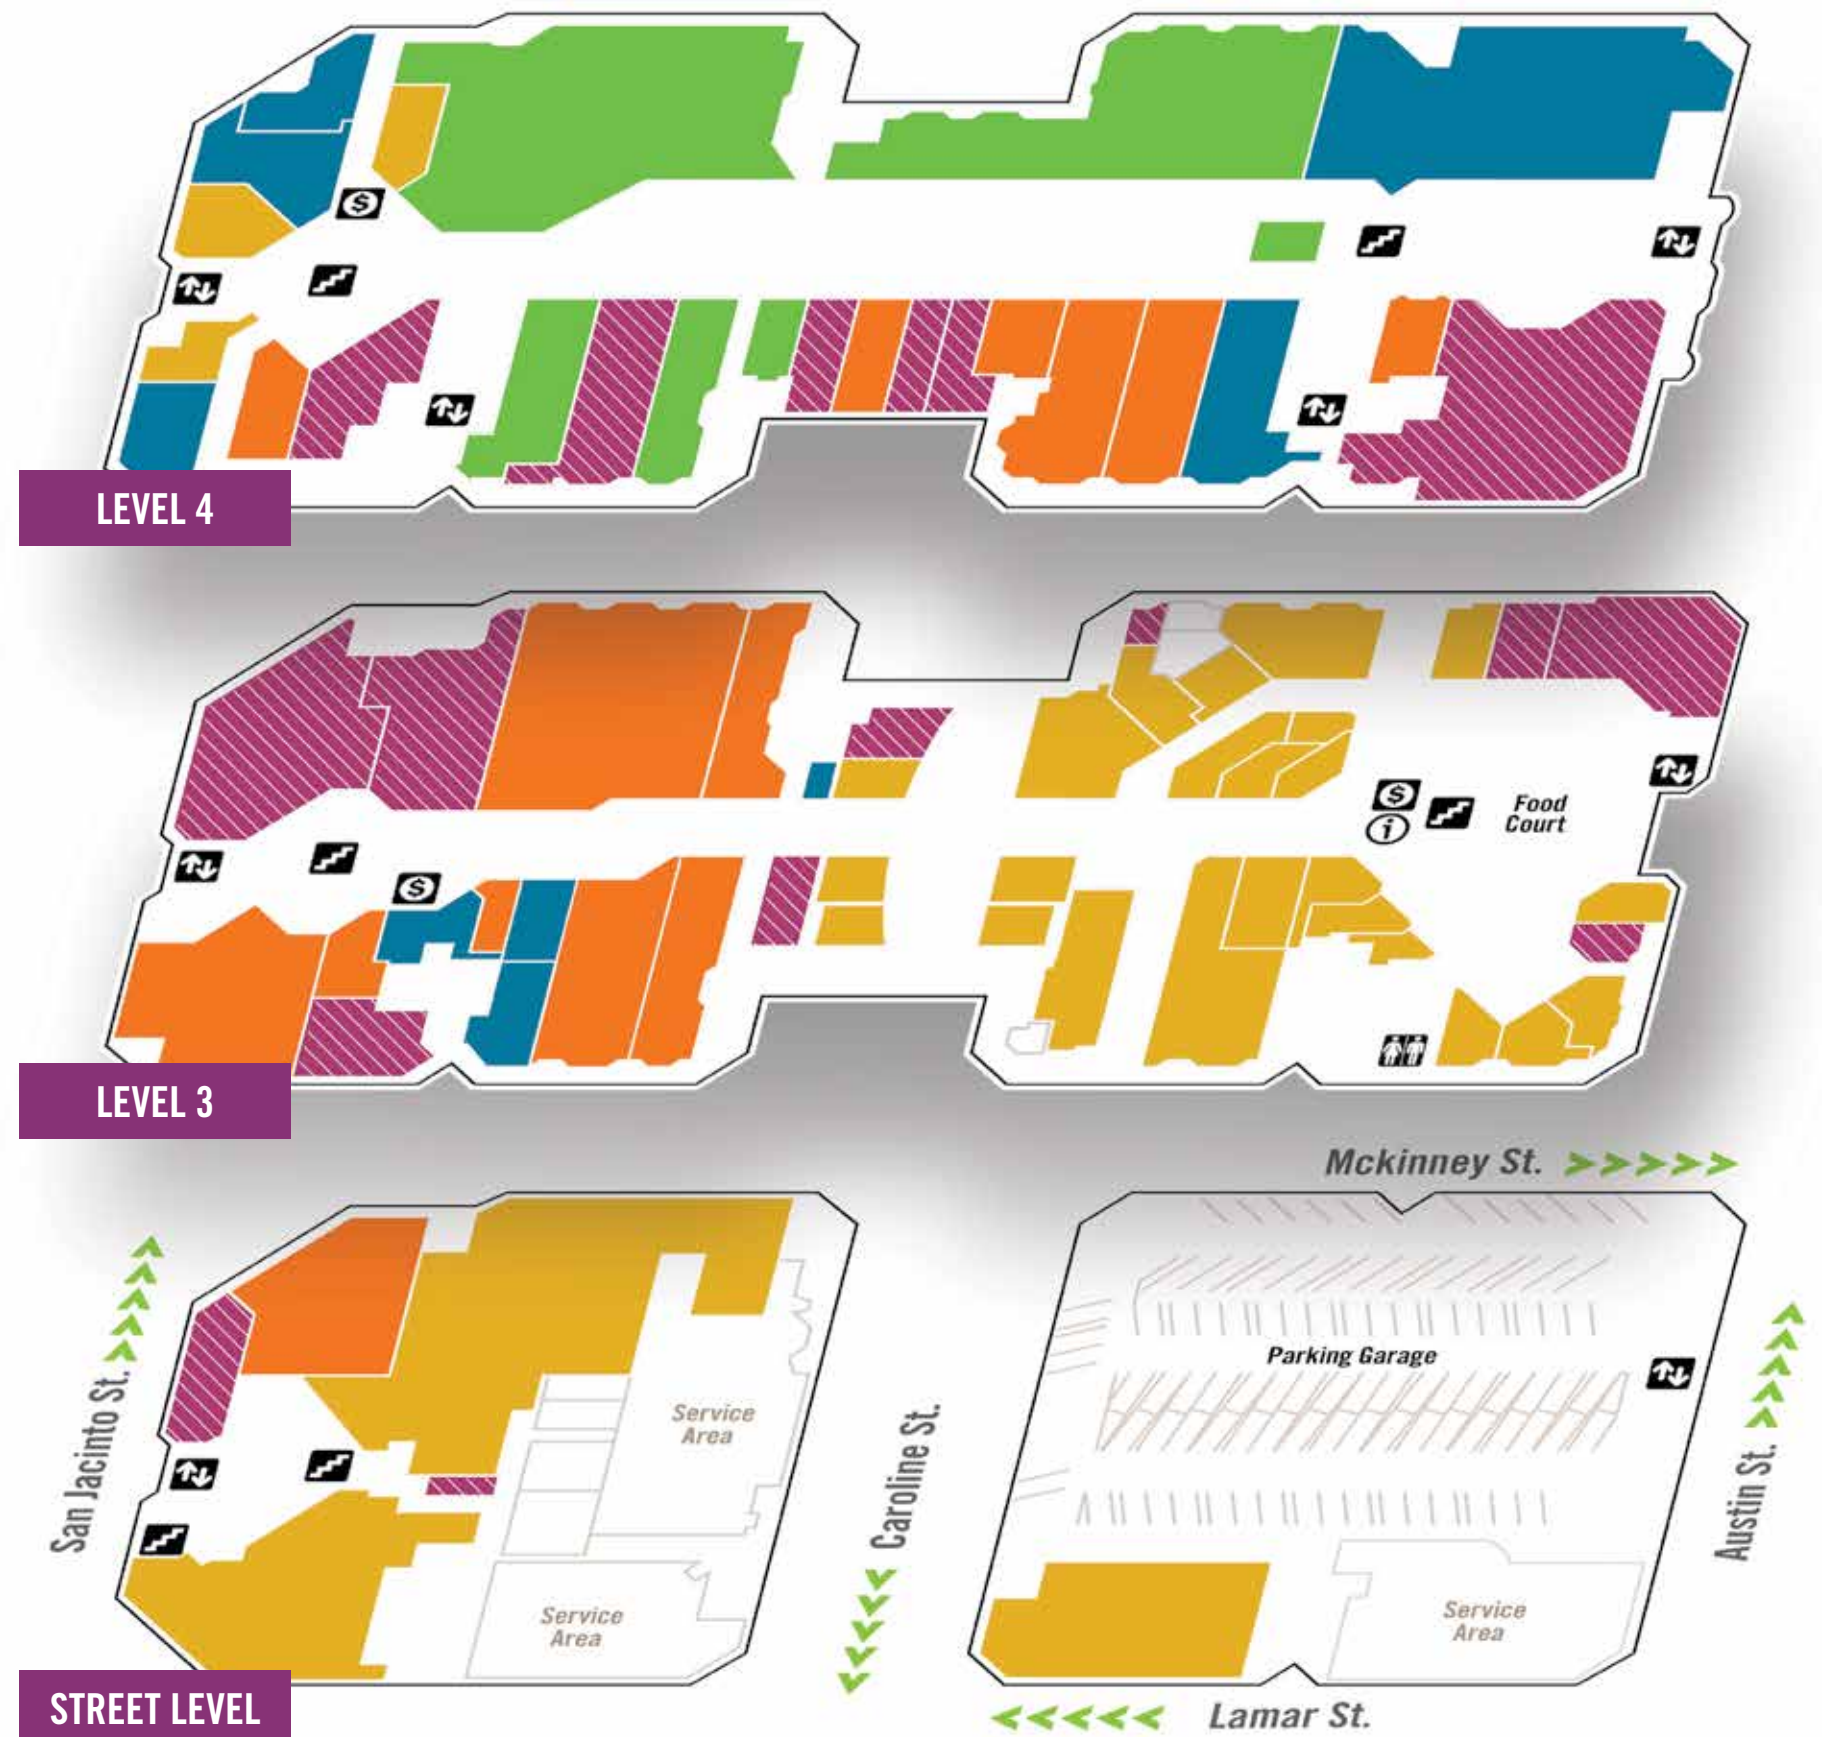 LEVEL 4
$
LEVEL 3
$
i
Food
Court
$
STREET LEVEL
Mckinney St.
San Jacinto St.
Caroline St.
Austin St.
Lamar St.
Parking Garage
Service
Area
Service
Area
Service
Area